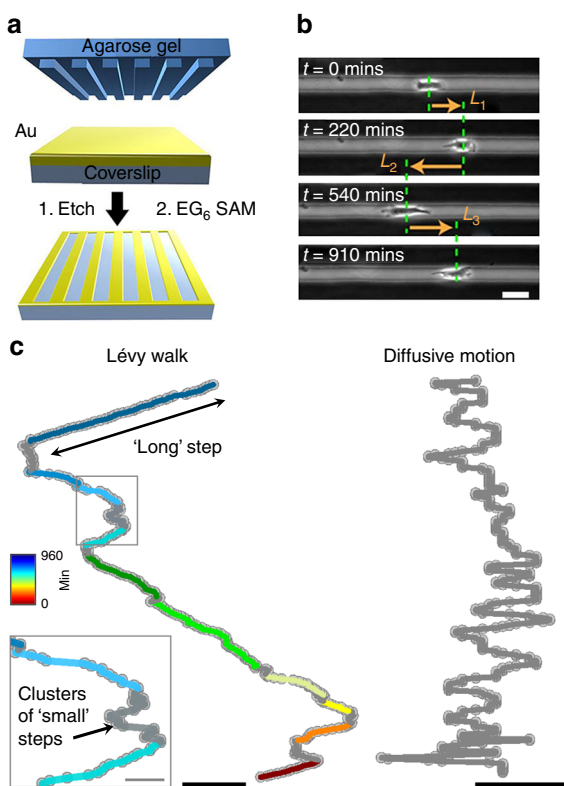 a
Agarose gel
Au
Coverslip
1. Etch
2. EG6 SAM
b
t = 0 mins
L1
t = 220 mins
L2
t = 540 mins
L3
t = 910 mins
c
Lévy walk
Diffusive motion
'Long' step
960
Min
0
Clusters
of 'small'
steps